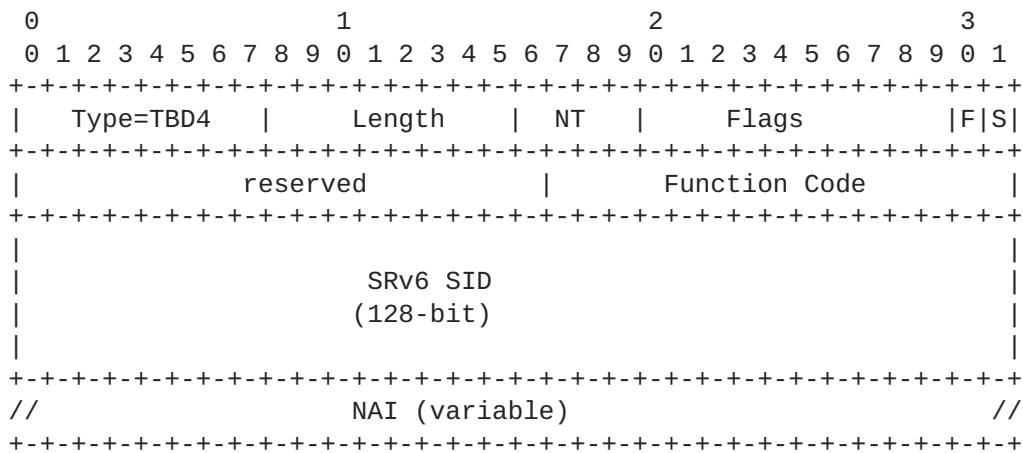 0                   1                   2                   3
 0 1 2 3 4 5 6 7 8 9 0 1 2 3 4 5 6 7 8 9 0 1 2 3 4 5 6 7 8 9 0 1
+-+-+-+-+-+-+-+-+-+-+-+-+-+-+-+-+-+-+-+-+-+-+-+-+-+-+-+-+-+-+-+-+
|   Type=TBD4   |     Length    |  NT   |     Flags         |F|S|
+-+-+-+-+-+-+-+-+-+-+-+-+-+-+-+-+-+-+-+-+-+-+-+-+-+-+-+-+-+-+-+-+
|              reserved           |       Function Code         |
+-+-+-+-+-+-+-+-+-+-+-+-+-+-+-+-+-+-+-+-+-+-+-+-+-+-+-+-+-+-+-+-+
|                                                               |
|                      SRv6 SID                                 |
|                     (128-bit)                                 |
|                                                               |
+-+-+-+-+-+-+-+-+-+-+-+-+-+-+-+-+-+-+-+-+-+-+-+-+-+-+-+-+-+-+-+-+
//                    NAI (variable)                           //
+-+-+-+-+-+-+-+-+-+-+-+-+-+-+-+-+-+-+-+-+-+-+-+-+-+-+-+-+-+-+-+-+